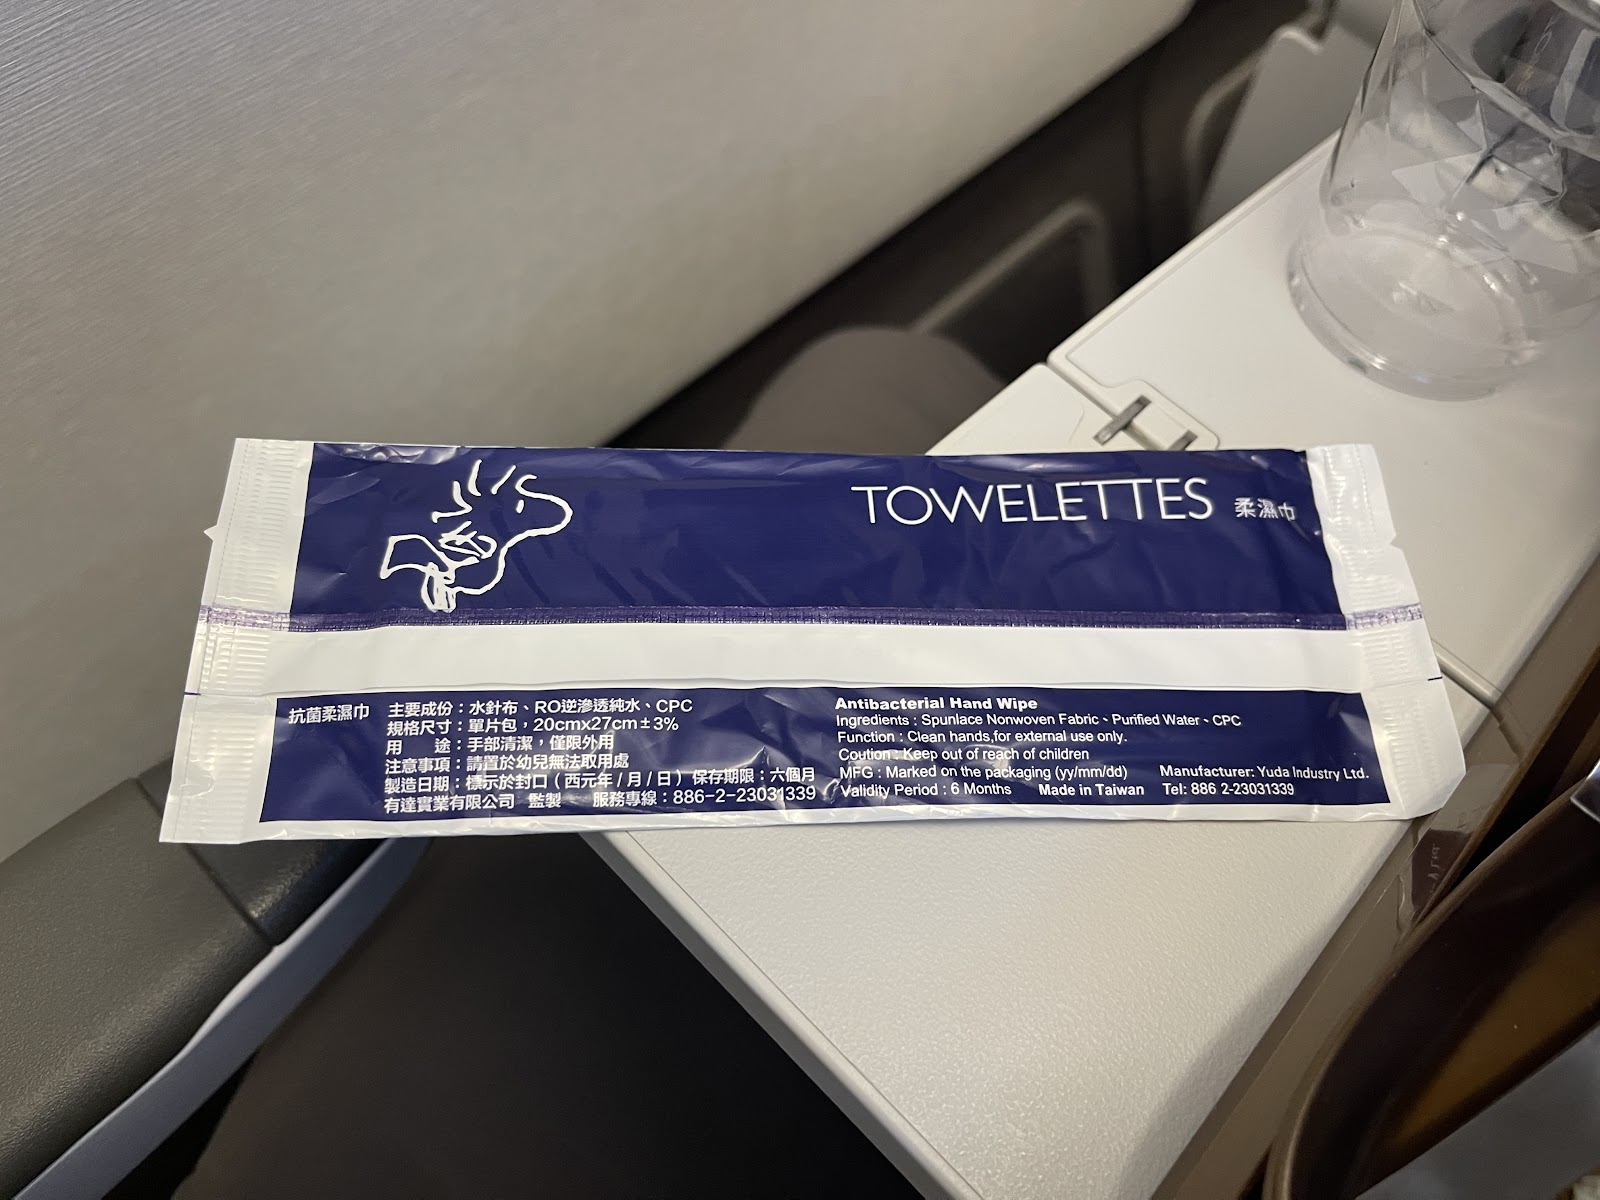 TOWELETTES 柔濕巾
抗菌柔濕巾
主要成份：水針布、RO逆滲透純水、CPC
規格尺寸：單片包，20cmx27cm±3%
用　　途：手部清潔，僅限外用
注意事項：請置於幼兒無法取用處
製造日期：標示於封口（西元年/月/日）保存期限：六個月
有達實業有限公司　監製　服務專線：886-2-23031339
Antibacterial Hand Wipe
Ingredients : Spunlace Nonwoven Fabric、Purified Water、CPC
Function : Clean hands,for external use only.
Coution : Keep out of reach of children
MFG : Marked on the packaging (yy/mm/dd)　Manufacturer: Yuda Industry Ltd.
Validity Period : 6 Months　Made in Taiwan　Tel: 886 2-23031339